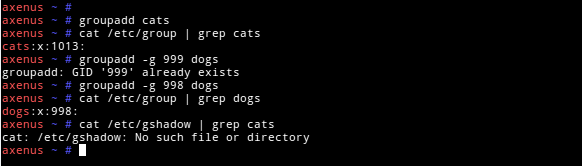 axenus ~ #
axenus ~ # groupadd cats
axenus ~ # cat /etc/group | grep cats
cats:x:1013:
axenus ~ # groupadd -g 999 dogs
groupadd: GID '999' already exists
axenus ~ # groupadd -g 998 dogs
axenus ~ # cat /etc/group | grep dogs
dogs:x:998:
axenus ~ # cat /etc/gshadow | grep cats
cat: /etc/gshadow: No such file or directory
axenus ~ #